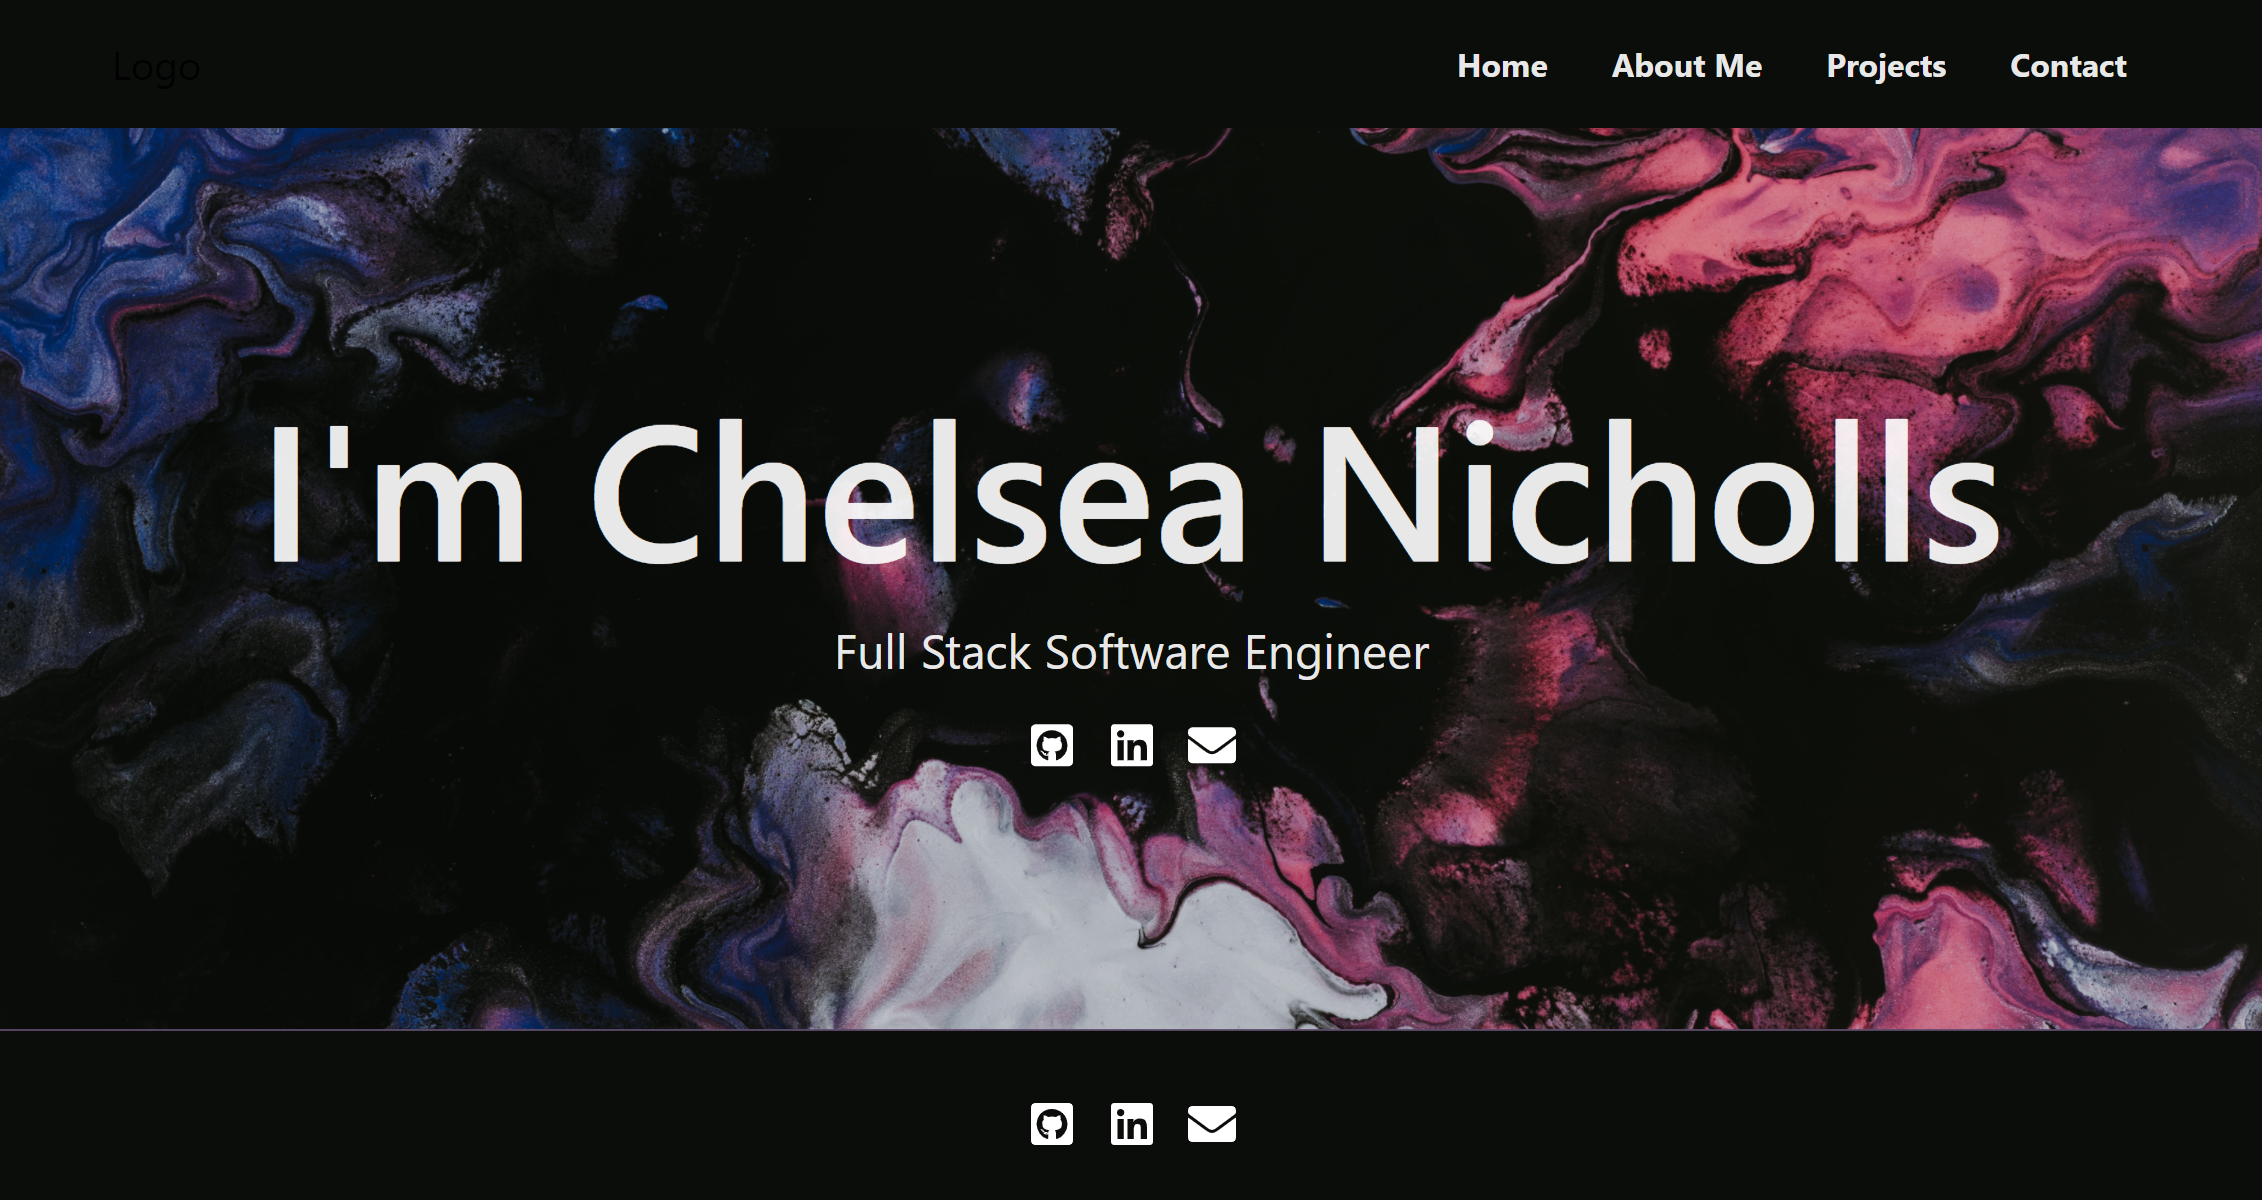 Logo
Home About Me Projects Contact
I'm Chelsea Nicholls
Full Stack Software Engineer
in
in